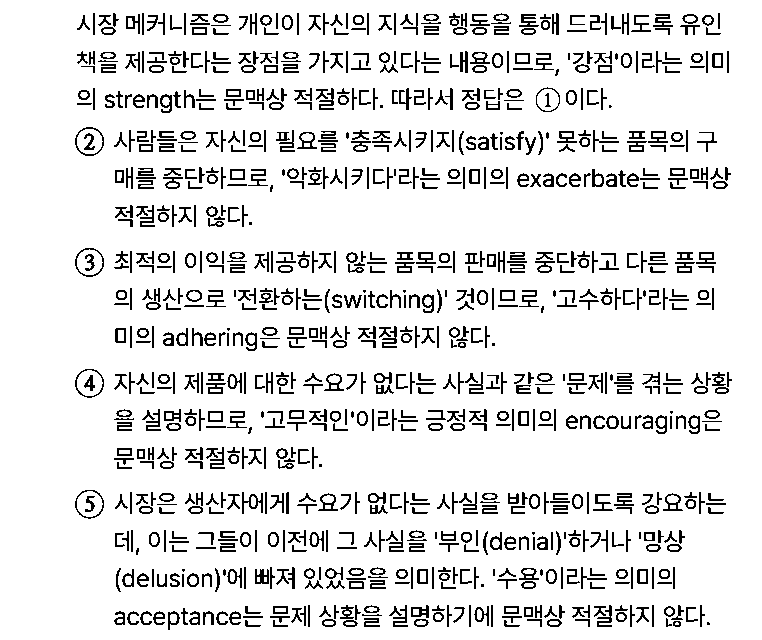 시장 메커니즘은 개인이 자신의 지식을 행동을 통해 드러내도록 유인
책을 제공한다는 장점을 가지고 있다는 내용이므로, '강점'이라는 의미
의 strength는 문맥상 적절하다. 따라서 정답은 ①이다.
② 사람들은 자신의 필요를 '충족시키지(satisfy)' 못하는 품목의 구
매를 중단하므로, '악화시키다'라는 의미의 exacerbate는 문맥상
적절하지 않다.
③ 최적의 이익을 제공하지 않는 품목의 판매를 중단하고 다른 품목
의 생산으로 '전환하는(switching)' 것이므로, '고수하다'라는 의
미의 adhering은 문맥상 적절하지 않다.
④ 자신의 제품에 대한 수요가 없다는 사실과 같은 '문제'를 겪는 상황
을 설명하므로, '고무적인'이라는 긍정적 의미의 encouraging은
문맥상 적절하지 않다.
⑤ 시장은 생산자에게 수요가 없다는 사실을 받아들이도록 강요하는
데, 이는 그들이 이전에 그 사실을 '부인(denial)'하거나 '망상
(delusion)'에 빠져 있었음을 의미한다. '수용'이라는 의미의
acceptance는 문제 상황을 설명하기에 문맥상 적절하지 않다.